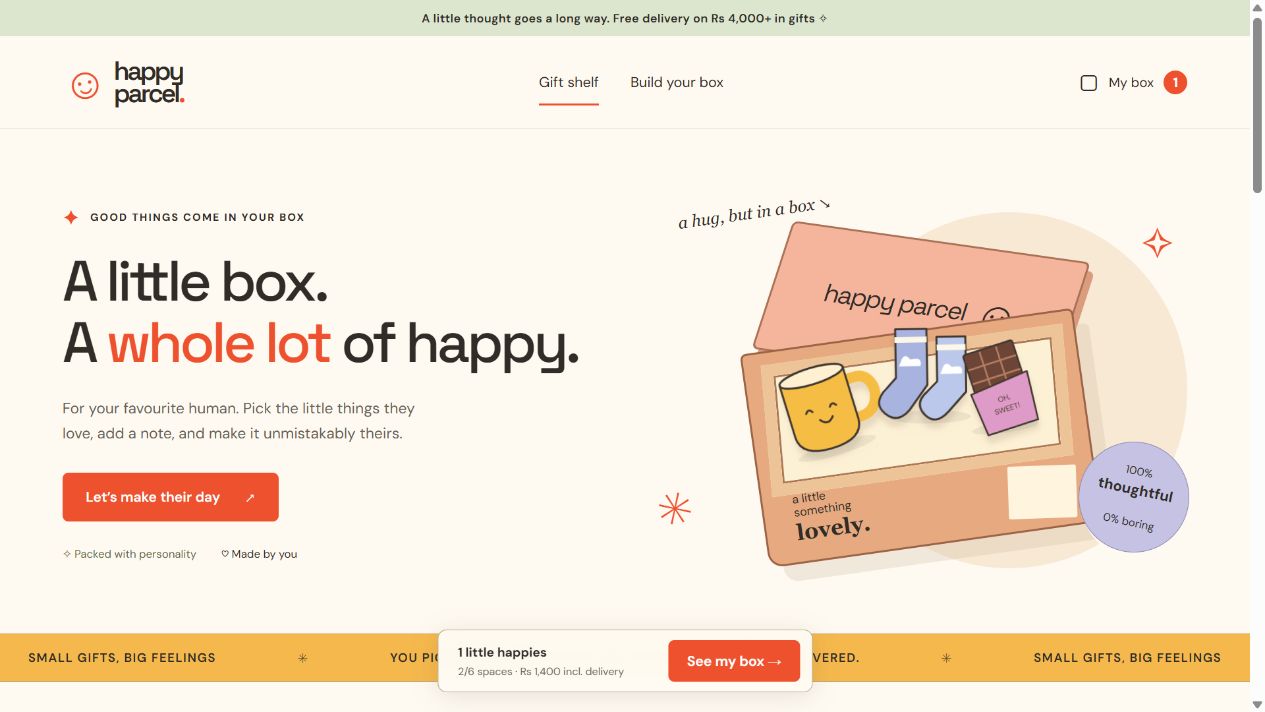 A little thought goes a long way. Free delivery on Rs 4,000+ in gifts ✧
happy
parcel.
Gift shelf
Build your box
My box
1
GOOD THINGS COME IN YOUR BOX
A little box.
A whole lot of happy.
For your favourite human. Pick the little things they
love, add a note, and make it unmistakably theirs.
Let's make their day ↗
✧ Packed with personality
♡ Made by you
a hug, but in a box ↘
happy parcel
OH,
SWEET!
a little
something
lovely.
100%
thoughtful
0% boring
SMALL GIFTS, BIG FEELINGS ✳ YOU PI
VERED. ✳ SMALL GIFTS, BIG FEELINGS
1 little happies
2/6 spaces · Rs 1,400 incl. delivery
See my box →